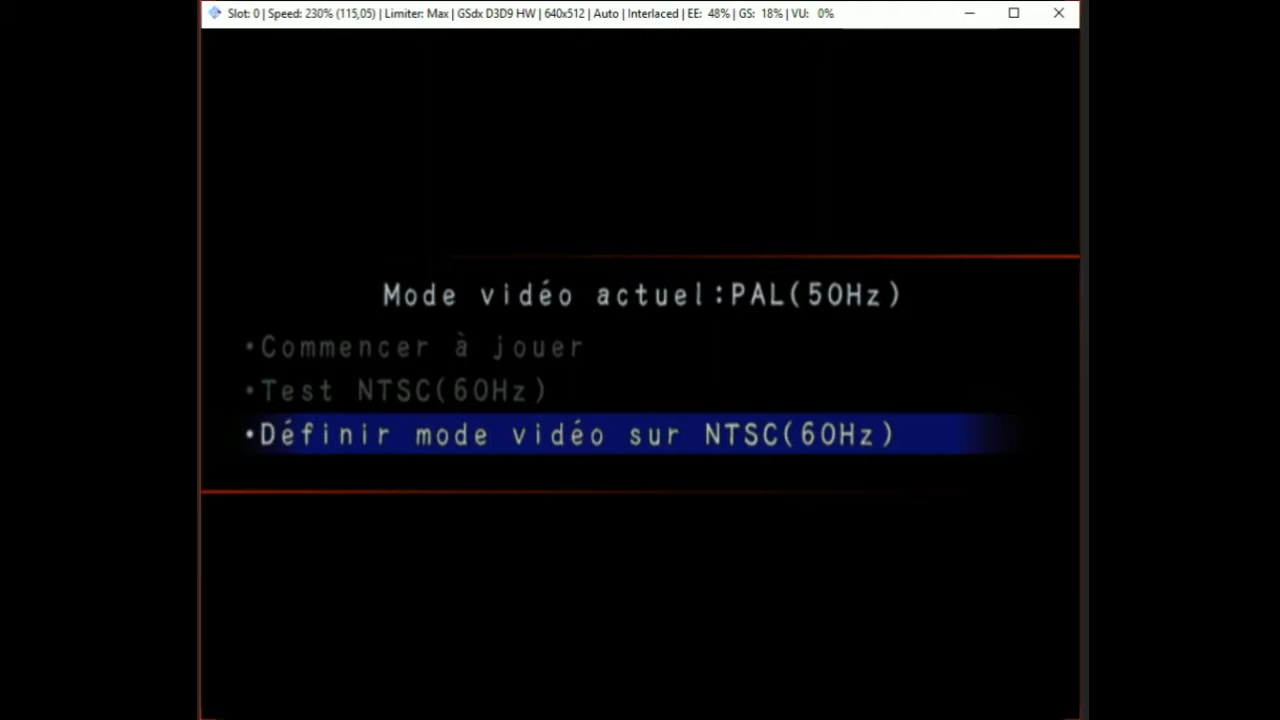 Slot: 0 | Speed: 230% (115,05) | Limiter: Max | GSdx D3D9 HW | 640x512 | Auto | Interlaced | EE: 48% | GS: 18% | VU: 0%
Mode vidéo actuel:PAL(50Hz)
•Commencer à jouer
•Test NTSC(60Hz)
•Définir mode vidéo sur NTSC(60Hz)